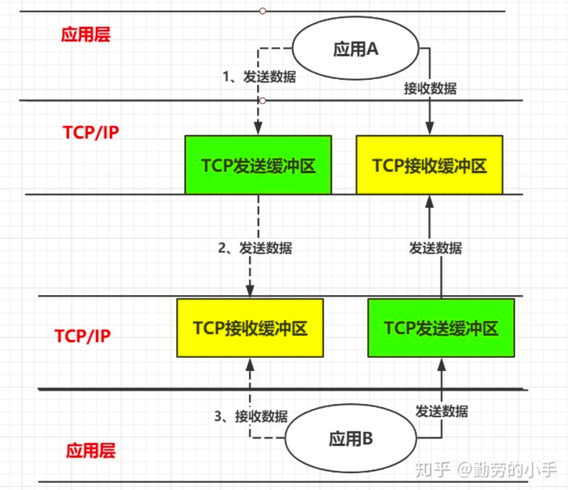 应用层
应用A
1、发送数据
接收数据
TCP/IP
TCP发送缓冲区
TCP接收缓冲区
2、发送数据
发送数据
TCP/IP
TCP接收缓冲区
TCP发送缓冲区
3、接收数据
发送数据
应用B
应用层
知乎 @勤劳的小手